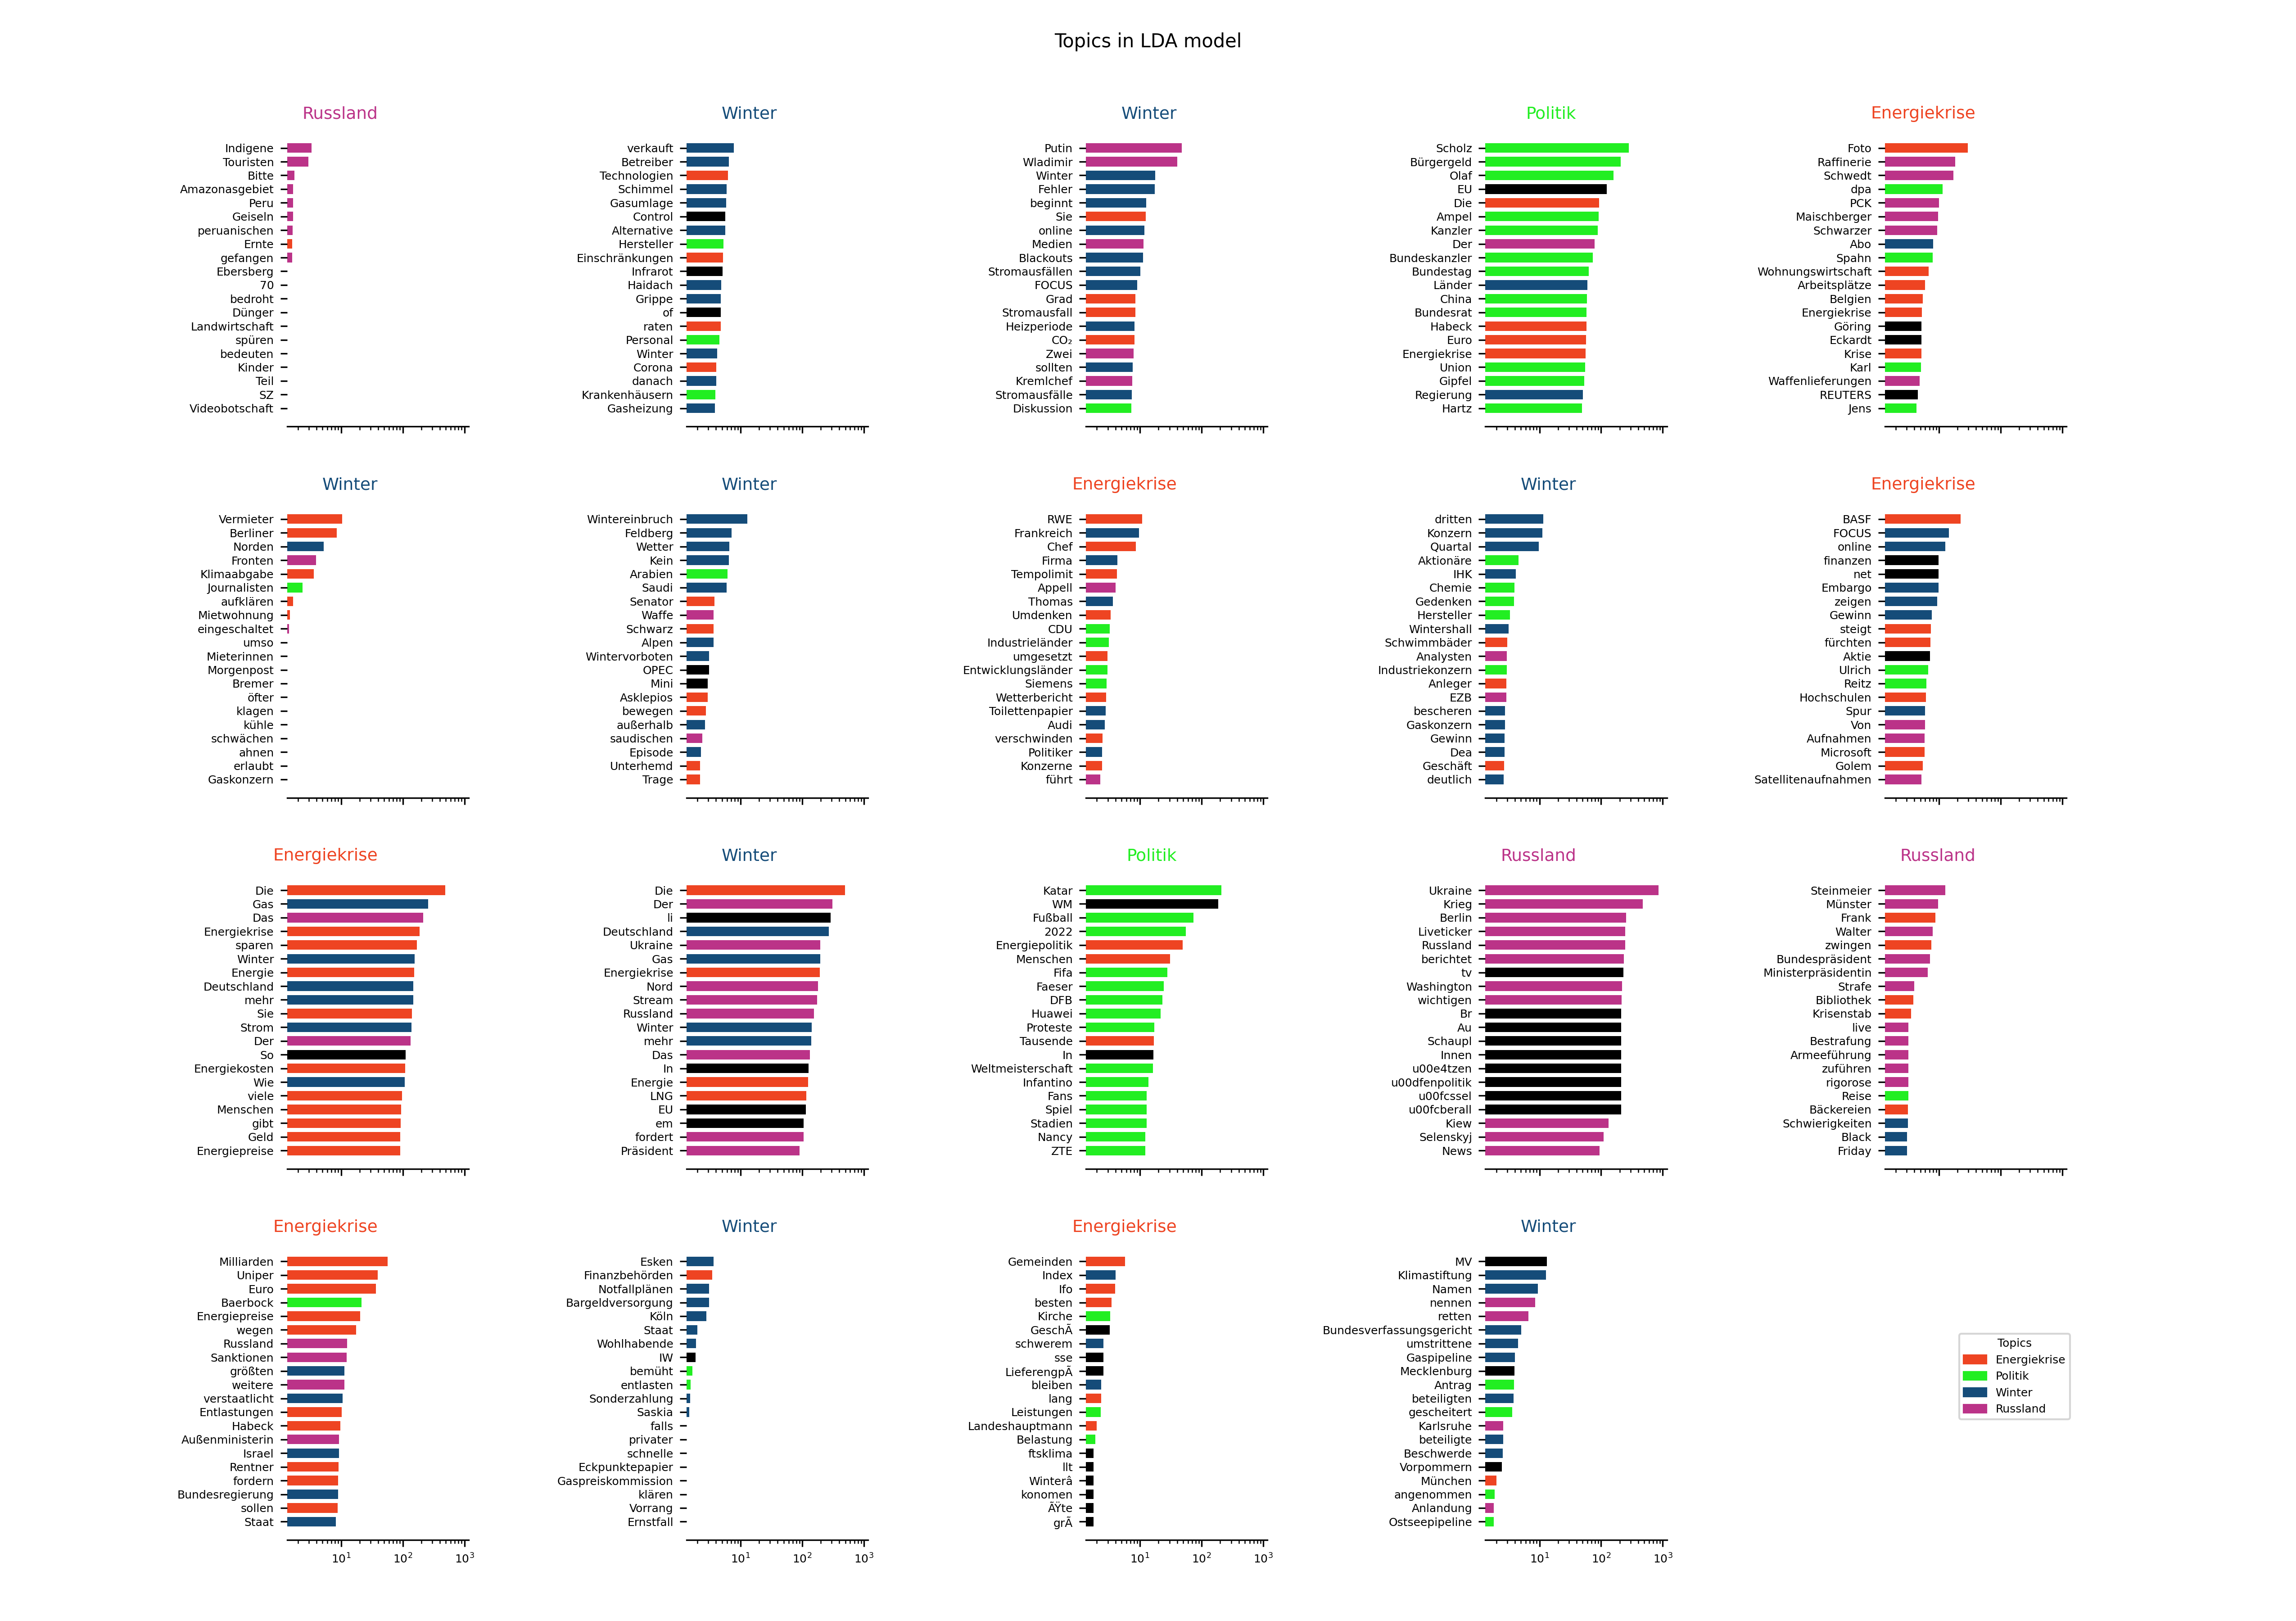 Topics in LDA model
Russland
Indigene
Touristen
Bitte
Amazonasgebiet
Peru
Geiseln
peruanischen
Ernte
gefangen
Ebersberg
70
bedroht
Dünger
Landwirtschaft
spüren
bedeuten
Kinder
Teil
SZ
Videobotschaft
Winter
verkauft
Betreiber
Technologien
Schimmel
Gasumlage
Control
Alternative
Hersteller
Einschränkungen
Infrarot
Haidach
Grippe
of
raten
Personal
Winter
Corona
danach
Krankenhäusern
Gasheizung
Winter
Putin
Wladimir
Winter
Fehler
beginnt
Sie
online
Medien
Blackouts
Stromausfällen
FOCUS
Grad
Stromausfall
Heizperiode
CO₂
Zwei
sollten
Kremlchef
Stromausfälle
Diskussion
Politik
Scholz
Bürgergeld
Olaf
EU
Die
Ampel
Kanzler
Der
Bundeskanzler
Bundestag
Länder
China
Bundesrat
Habeck
Euro
Energiekrise
Union
Gipfel
Regierung
Hartz
Energiekrise
Foto
Raffinerie
Schwedt
dpa
PCK
Maischberger
Schwarzer
Abo
Spahn
Wohnungswirtschaft
Arbeitsplätze
Belgien
Energiekrise
Göring
Eckardt
Krise
Karl
Waffenlieferungen
REUTERS
Jens
Winter
Vermieter
Berliner
Norden
Fronten
Klimaabgabe
Journalisten
aufklären
Mietwohnung
eingeschaltet
umso
Mieterinnen
Morgenpost
Bremer
öfter
klagen
kühle
schwächen
ahnen
erlaubt
Gaskonzern
Winter
Wintereinbruch
Feldberg
Wetter
Kein
Arabien
Saudi
Senator
Waffe
Schwarz
Alpen
Wintervorboten
OPEC
Mini
Asklepios
bewegen
außerhalb
saudischen
Episode
Unterhemd
Trage
Energiekrise
RWE
Frankreich
Chef
Firma
Tempolimit
Appell
Thomas
Umdenken
CDU
Industrieländer
umgesetzt
Entwicklungsländer
Siemens
Wetterbericht
Toilettenpapier
Audi
verschwinden
Politiker
Konzerne
führt
Winter
dritten
Konzern
Quartal
Aktionäre
IHK
Chemie
Gedenken
Hersteller
Wintershall
Schwimmbäder
Analysten
Industriekonzern
Anleger
EZB
bescheren
Gaskonzern
Gewinn
Dea
Geschäft
deutlich
Energiekrise
BASF
FOCUS
online
finanzen
net
Embargo
zeigen
Gewinn
steigt
fürchten
Aktie
Ulrich
Reitz
Hochschulen
Spur
Von
Aufnahmen
Microsoft
Golem
Satellitenaufnahmen
Energiekrise
Die
Gas
Das
Energiekrise
sparen
Winter
Energie
Deutschland
mehr
Sie
Strom
Der
So
Energiekosten
Wie
viele
Menschen
gibt
Geld
Energiepreise
Winter
Die
Der
li
Deutschland
Ukraine
Gas
Energiekrise
Nord
Stream
Russland
Winter
mehr
Das
In
Energie
LNG
EU
em
fordert
Präsident
Politik
Katar
WM
Fußball
2022
Energiepolitik
Menschen
Fifa
Faeser
DFB
Huawei
Proteste
Tausende
In
Weltmeisterschaft
Infantino
Fans
Spiel
Stadien
Nancy
ZTE
Russland
Ukraine
Krieg
Berlin
Liveticker
Russland
berichtet
tv
Washington
wichtigen
Br
Au
Schaupl
Innen
u00e4tzen
u00dfenpolitik
u00fcssel
u00fcberall
Kiew
Selenskyj
News
Russland
Steinmeier
Münster
Frank
Walter
zwingen
Bundespräsident
Ministerpräsidentin
Strafe
Bibliothek
Krisenstab
live
Bestrafung
Armeeführung
zuführen
rigorose
Reise
Bäckereien
Schwierigkeiten
Black
Friday
Energiekrise
Milliarden
Uniper
Euro
Baerbock
Energiepreise
wegen
Russland
Sanktionen
größten
weitere
verstaatlicht
Entlastungen
Habeck
Außenministerin
Israel
Rentner
fordern
Bundesregierung
sollen
Staat
10¹ 10² 10³
Winter
Esken
Finanzbehörden
Notfallplänen
Bargeldversorgung
Köln
Staat
Wohlhabende
IW
bemüht
entlasten
Sonderzahlung
Saskia
falls
privater
schnelle
Eckpunktepapier
Gaspreiskommission
klären
Vorrang
Ernstfall
10¹ 10² 10³
Energiekrise
Gemeinden
Index
Ifo
besten
Kirche
GeschÃ
schwerem
sse
LieferengpÃ
bleiben
lang
Leistungen
Landeshauptmann
Belastung
ftsklima
llt
Winterâ
konomen
ÃŸte
grÃ
10¹ 10² 10³
Winter
MV
Klimastiftung
Namen
nennen
retten
Bundesverfassungsgericht
umstrittene
Gaspipeline
Mecklenburg
Antrag
beteiligten
gescheitert
Karlsruhe
beteiligte
Beschwerde
Vorpommern
München
angenommen
Anlandung
Ostseepipeline
10¹ 10² 10³
Topics
Energiekrise
Politik
Winter
Russland